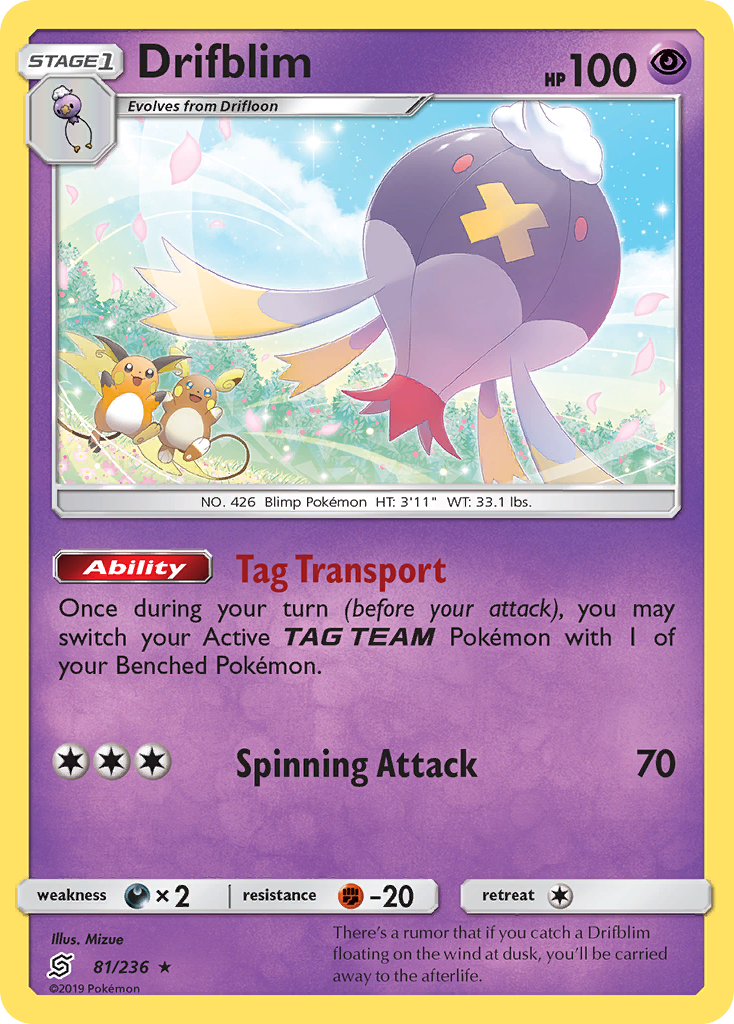 STAGE1
Drifblim
HP 100
Evolves from Drifloon
NO. 426 Blimp Pokémon HT: 3'11" WT: 33.1 lbs.
Ability Tag Transport
Once during your turn (before your attack), you may
switch your Active TAG TEAM Pokémon with 1 of
your Benched Pokémon.
Spinning Attack 70
weakness ×2 resistance -20 retreat
Illus. Mizue
81/236 ★
©2019 Pokémon
There's a rumor that if you catch a Drifblim
floating on the wind at dusk, you'll be carried
away to the afterlife.